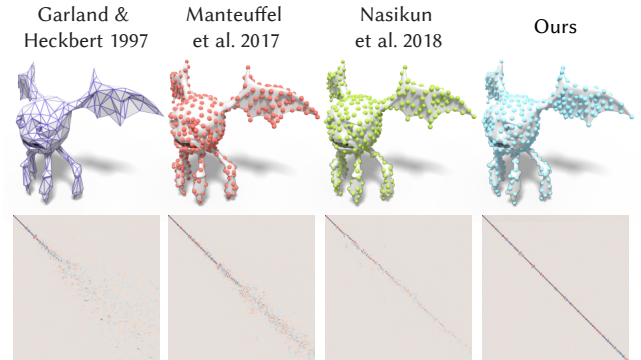 Garland &
Heckbert 1997
Manteuffel
et al. 2017
Nasikun
et al. 2018
Ours